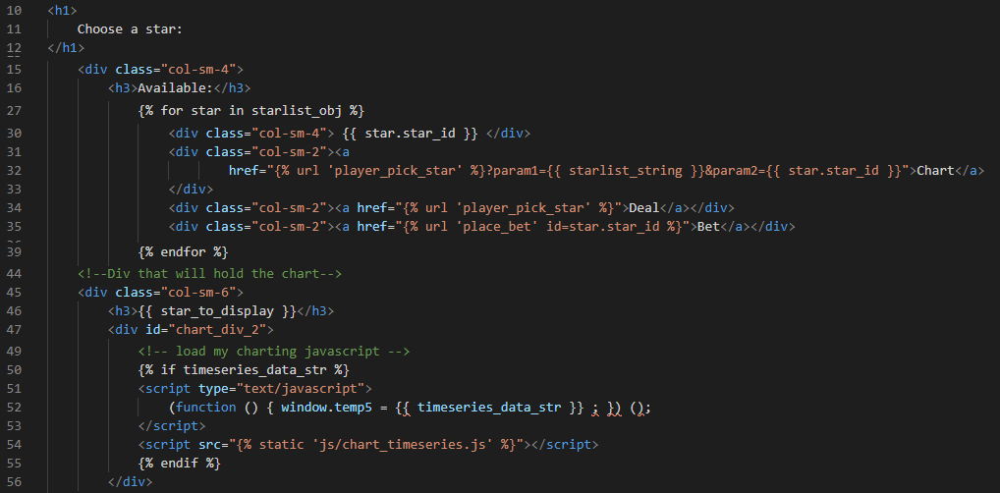 10 <h1>
11 Choose a star:
12 </h1>
15 <div class="col-sm-4">
16 <h3>Available:</h3>
27 {% for star in starlist_obj %}
30 <div class="col-sm-4"> {{ star.star_id }} </div>
31 <div class="col-sm-2"><a
32 href="{% url 'player_pick_star' %}?param1={{ starlist_string }}&param2={{ star.star_id }}">Chart</a>
33 </div>
34 <div class="col-sm-2"><a href="{% url 'player_pick_star' %}">Deal</a></div>
35 <div class="col-sm-2"><a href="{% url 'place_bet' id=star.star_id %}">Bet</a></div>
39 {% endfor %}
44 <!--Div that will hold the chart-->
45 <div class="col-sm-6">
46 <h3>{{ star_to_display }}</h3>
47 <div id="chart_div_2">
49 <!-- load my charting javascript -->
50 {% if timeseries_data_str %}
51 <script type="text/javascript">
52 (function () { window.temp5 = {{ timeseries_data_str }} ; }) ();
53 </script>
54 <script src="{% static 'js/chart_timeseries.js' %}"></script>
55 {% endif %}
56 </div>